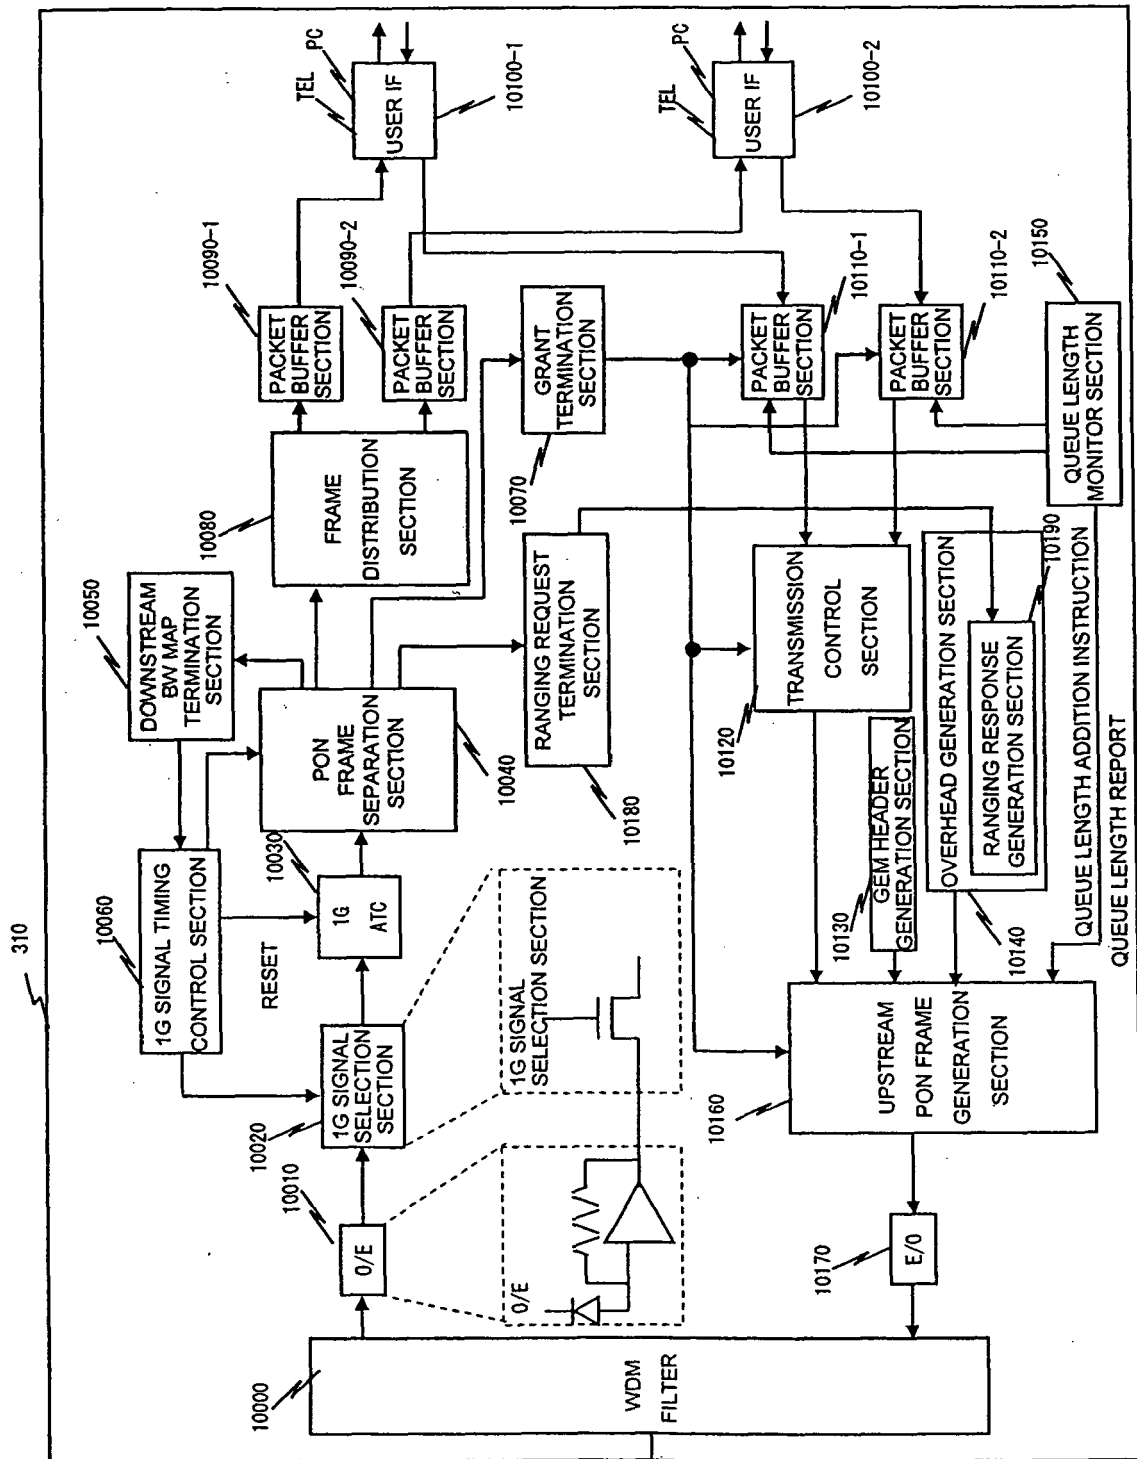 310
10060
1G SIGNAL TIMING
CONTROL SECTION
RESET
10050
DOWNSTREAM
BW MAP
TERMINATION
SECTION
10000
WDM
FILTER
10010
O/E
10020
1G SIGNAL
SELECTION
SECTION
10030
1G
ATC
PON
FRAME
SEPARATION
SECTION
10040
10080
FRAME
DISTRIBUTION
SECTION
10090-1
PACKET
BUFFER
SECTION
10090-2
PACKET
BUFFER
SECTION
TEL
PC
USER IF
10100-1
TEL
PC
USER IF
10100-2
O/E
1G SIGNAL
SELECTION SECTION
10180
RANGING REQUEST
TERMINATION
SECTION
10070
GRANT
TERMINATION
SECTION
PACKET
BUFFER
SECTION
10110-1
PACKET
BUFFER
SECTION
10110-2
10150
QUEUE LENGTH
MONITOR SECTION
10120
TRANSMISSION
CONTROL
SECTION
10130
GEM HEADER
GENERATION SECTION
10140
OVERHEAD GENERATION SECTION
RANGING RESPONSE
GENERATION SECTION
10190
QUEUE LENGTH ADDITION INSTRUCTION
QUEUE LENGTH REPORT
10160
UPSTREAM
PON FRAME
GENERATION
SECTION
10170
E/O